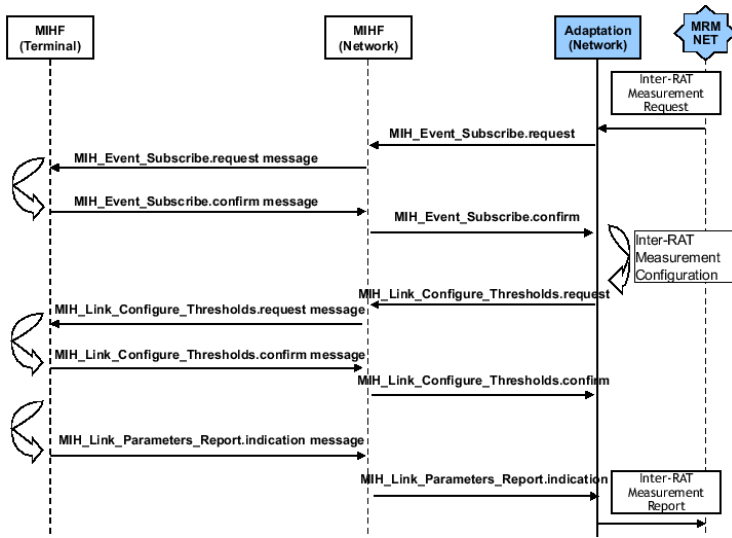 MIHF
(Terminal)
MIHF
(Network)
Adaptation
(Network)
MRM
NET
Inter-RAT
Measurement
Request
MIH_Event_Subscribe.request
MIH_Event_Subscribe.request message
MIH_Event_Subscribe.confirm message
MIH_Event_Subscribe.confirm
Inter-RAT
Measurement
Configuration
MIH_Link_Configure_Thresholds.request
MIH_Link_Configure_Thresholds.request message
MIH_Link_Configure_Thresholds.confirm message
MIH_Link_Configure_Thresholds.confirm
MIH_Link_Parameters_Report.indication message
MIH_Link_Parameters_Report.indication
Inter-RAT
Measurement
Report